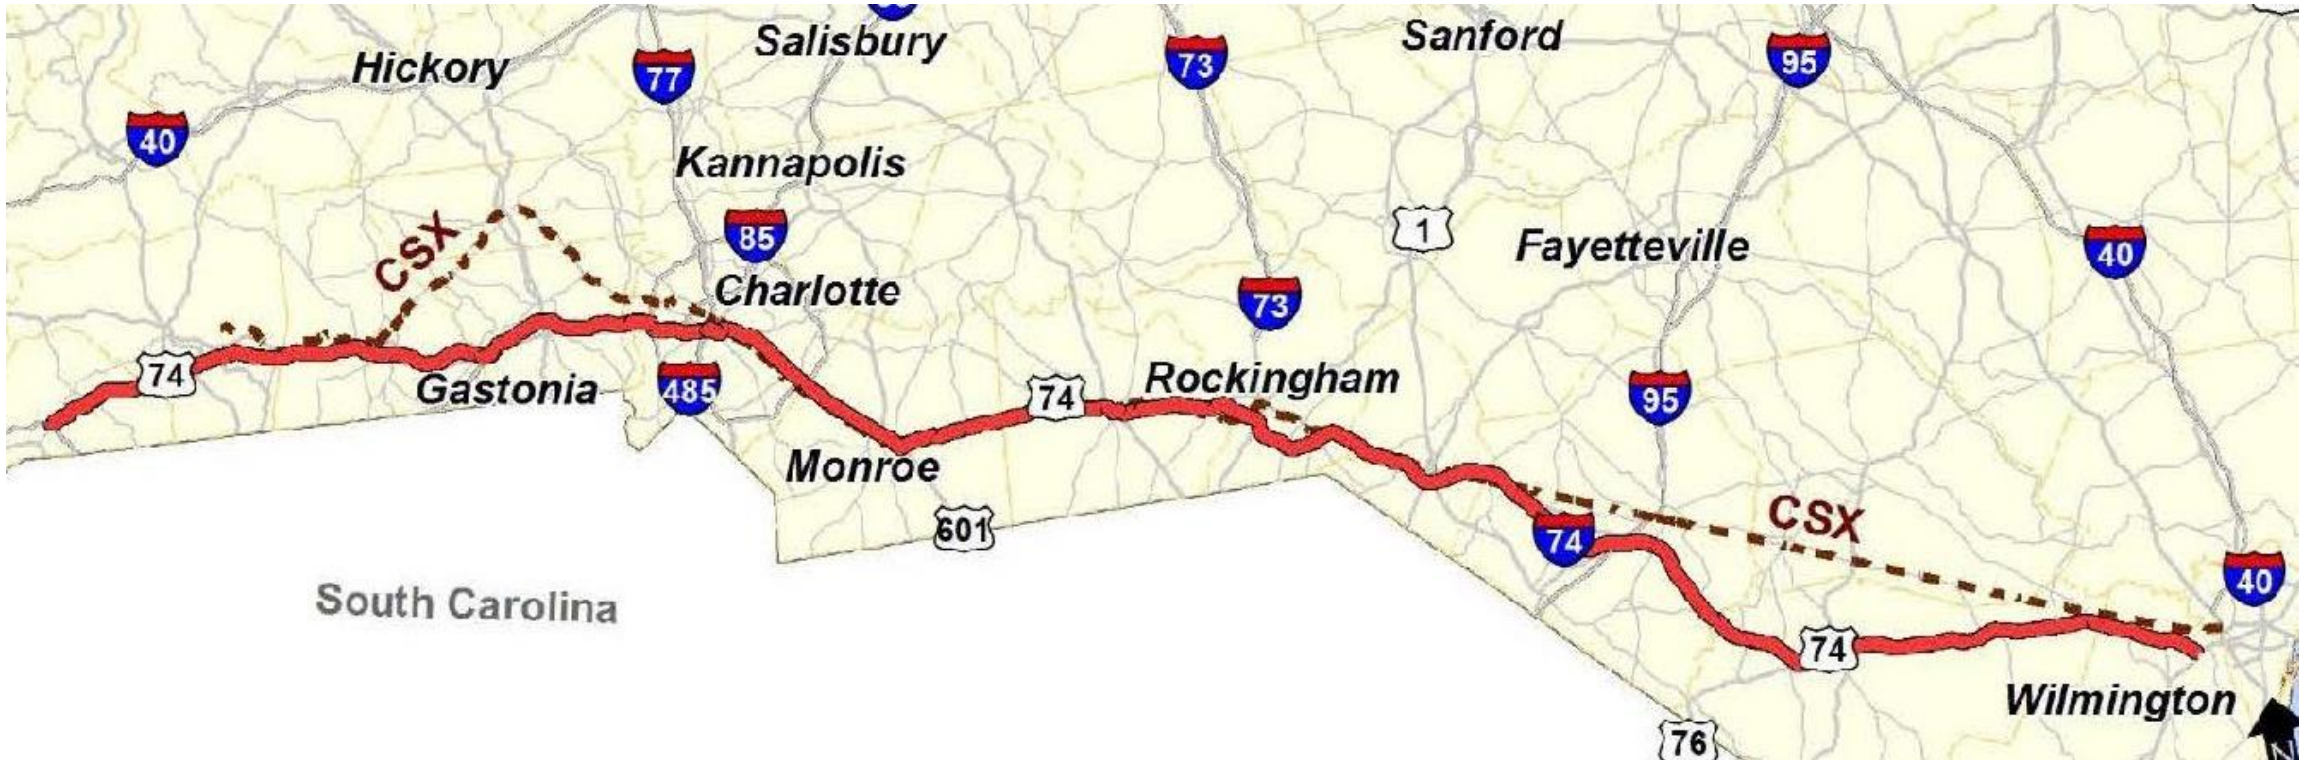 Salisbury
Sanford
Hickory
77
73
95
40
Kannapolis
CSX
85
1
Fayetteville
40
Charlotte
73
74
Gastonia
485
74
Rockingham
95
Monroe
601
74
CSX
40
South Carolina
74
Wilmington
76
N